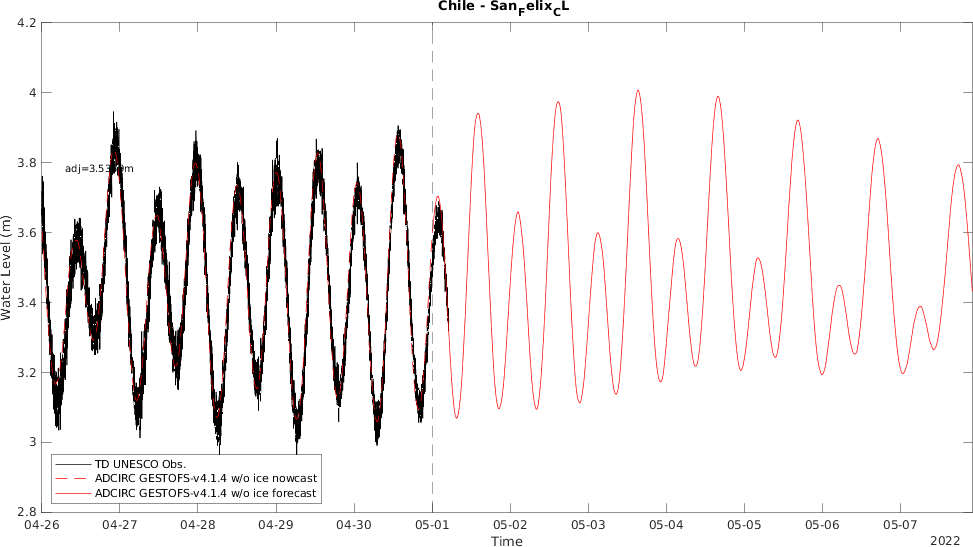 Chile - SanFelixCL
4.2
4
3.8
3.6
3.4
3.2
3
2.8
Water Level (m)
TD UNESCO Obs.
ADCIRC GESTOFS-v4.1.4 w/o ice nowcast
ADCIRC GESTOFS-v4.1.4 w/o ice forecast
04-26 04-27 04-28 04-29 04-30 05-01 05-02 05-03 05-04 05-05 05-06 05-07
Time
2022